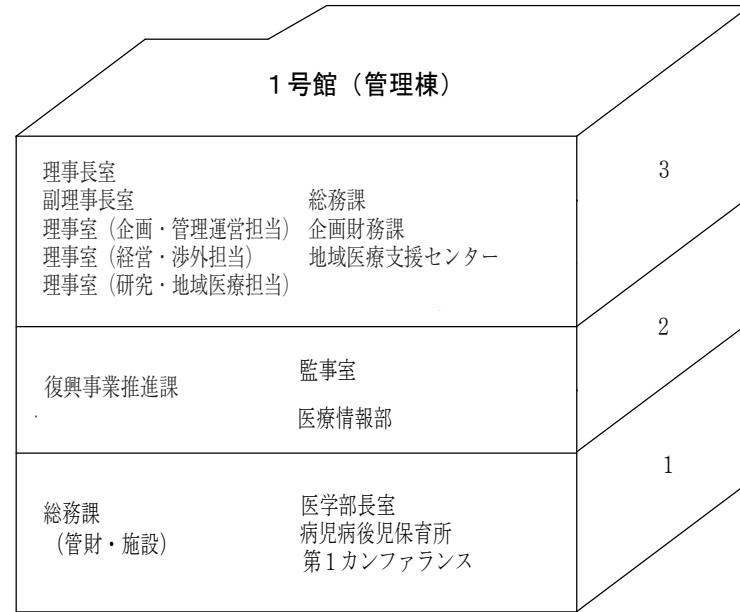 1号館（管理棟）
3
理事長室
副理事長室
理事室（企画・管理運営担当）
理事室（経営・渉外担当）
理事室（研究・地域医療担当）
総務課
企画財務課
地域医療支援センター
2
復興事業推進課
監事室
医療情報部
1
総務課
（管財・施設）
医学部長室
病児病後児保育所
第1カンファランス